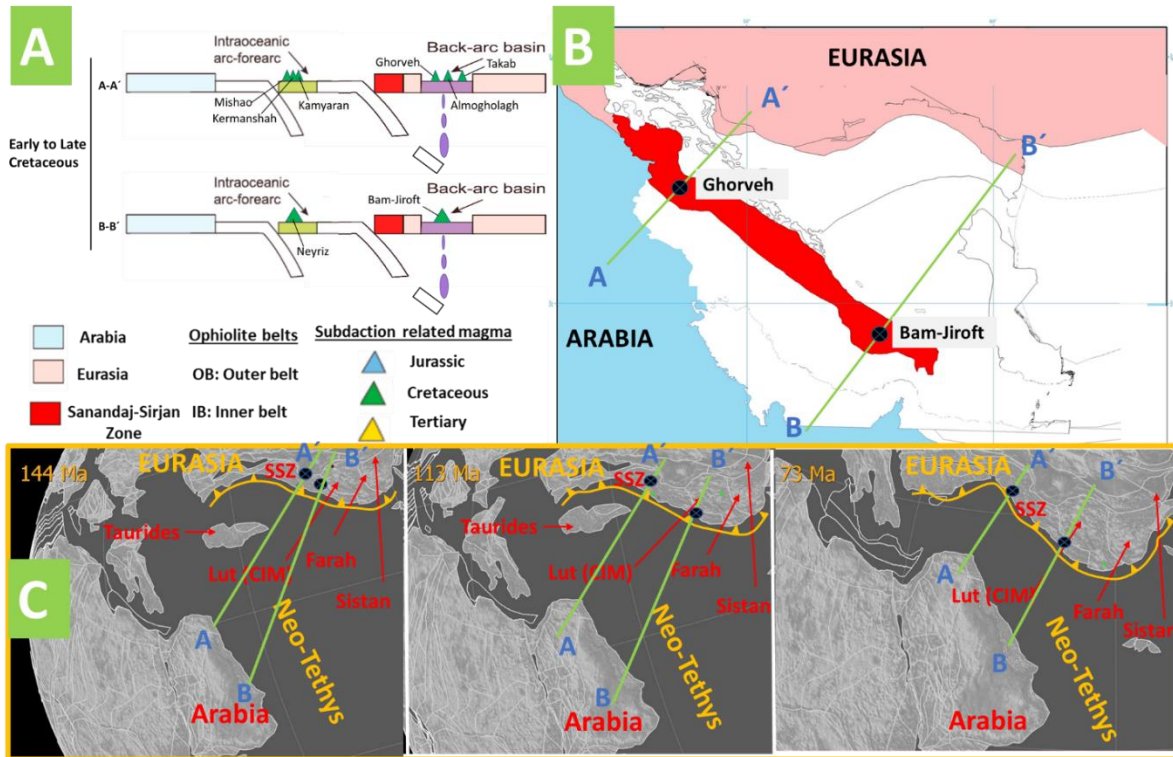 A
Early to Late
Cretaceous
A-A´
Intraoceanic
arc-forearc
Mishao
Kermanshah
Kamyaran
Ghorveh
Back-arc basin
Takab
Almogholagh
B-B´
Intraoceanic
arc-forearc
Neyriz
Bam-Jiroft
Back-arc basin
Arabia
Eurasia
Sanandaj-Sirjan
Zone
Ophiolite belts
OB: Outer belt
IB: Inner belt
Subdaction related magma
Jurassic
Cretaceous
Tertiary
B
EURASIA
A´
B´
Ghorveh
A
ARABIA
Bam-Jiroft
B
C
144 Ma
EURASIA
A´
B´
SSZ
Taurides
Lut (CIM)
Farah
Sistan
A
B
Neo-Tethys
Arabia
113 Ma
EURASIA
A´
B´
SSZ
Taurides
Lut (CIM)
Farah
Sistan
A
B
Neo-Tethys
Arabia
73 Ma
EURASIA
A´
B´
SSZ
A
Lut (CIM)
Farah
Sistan
B
Neo-Tethys
Arabia